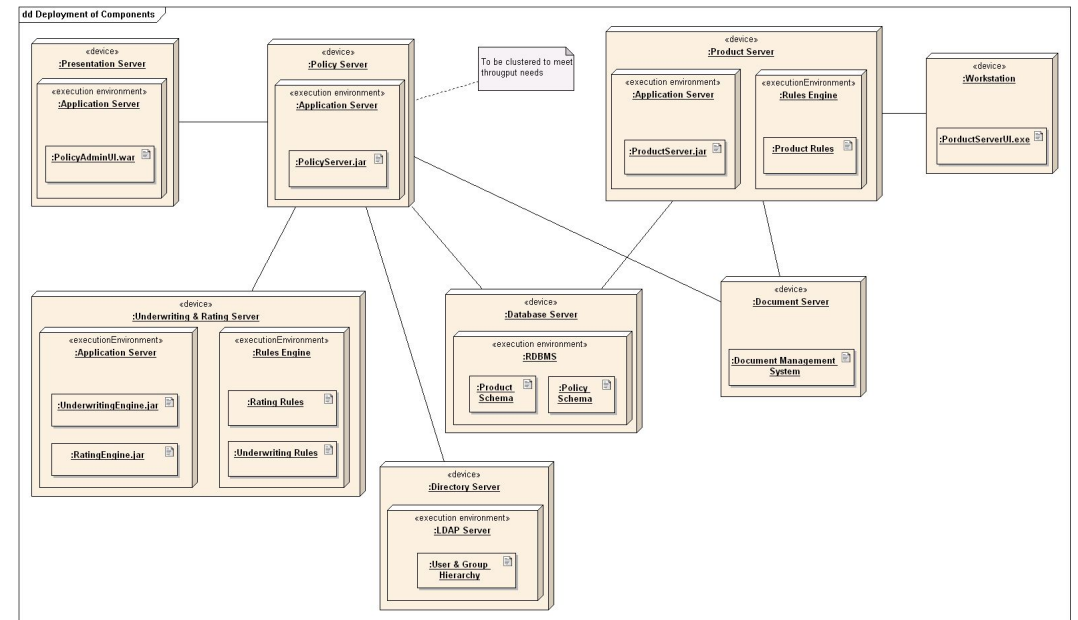 dd Deployment of Components
«device»
:Presentation Server
«execution environment»
:Application Server
:PolicyAdminUI.war
«device»
:Policy Server
«execution environment»
:Application Server
:PolicyServer.jar
To be clustered to meet
througput needs
«device»
:Product Server
«execution environment»
:Application Server
:ProductServer.jar
«executionEnvironment»
:Rules Engine
:Product Rules
«device»
:Workstation
:PorductServerUI.exe
«device»
:Underwriting & Rating Server
«executionEnvironment»
:Application Server
:UnderwritingEngine.jar
:RatingEngine.jar
«executionEnvironment»
:Rules Engine
:Rating Rules
:Underwriting Rules
«device»
:Database Server
«execution environment»
:RDBMS
:Product
Schema
:Policy
Schema
«device»
:Document Server
:Document Management
System
«device»
:Directory Server
«execution environment»
:LDAP Server
:User & Group
Hierarchy